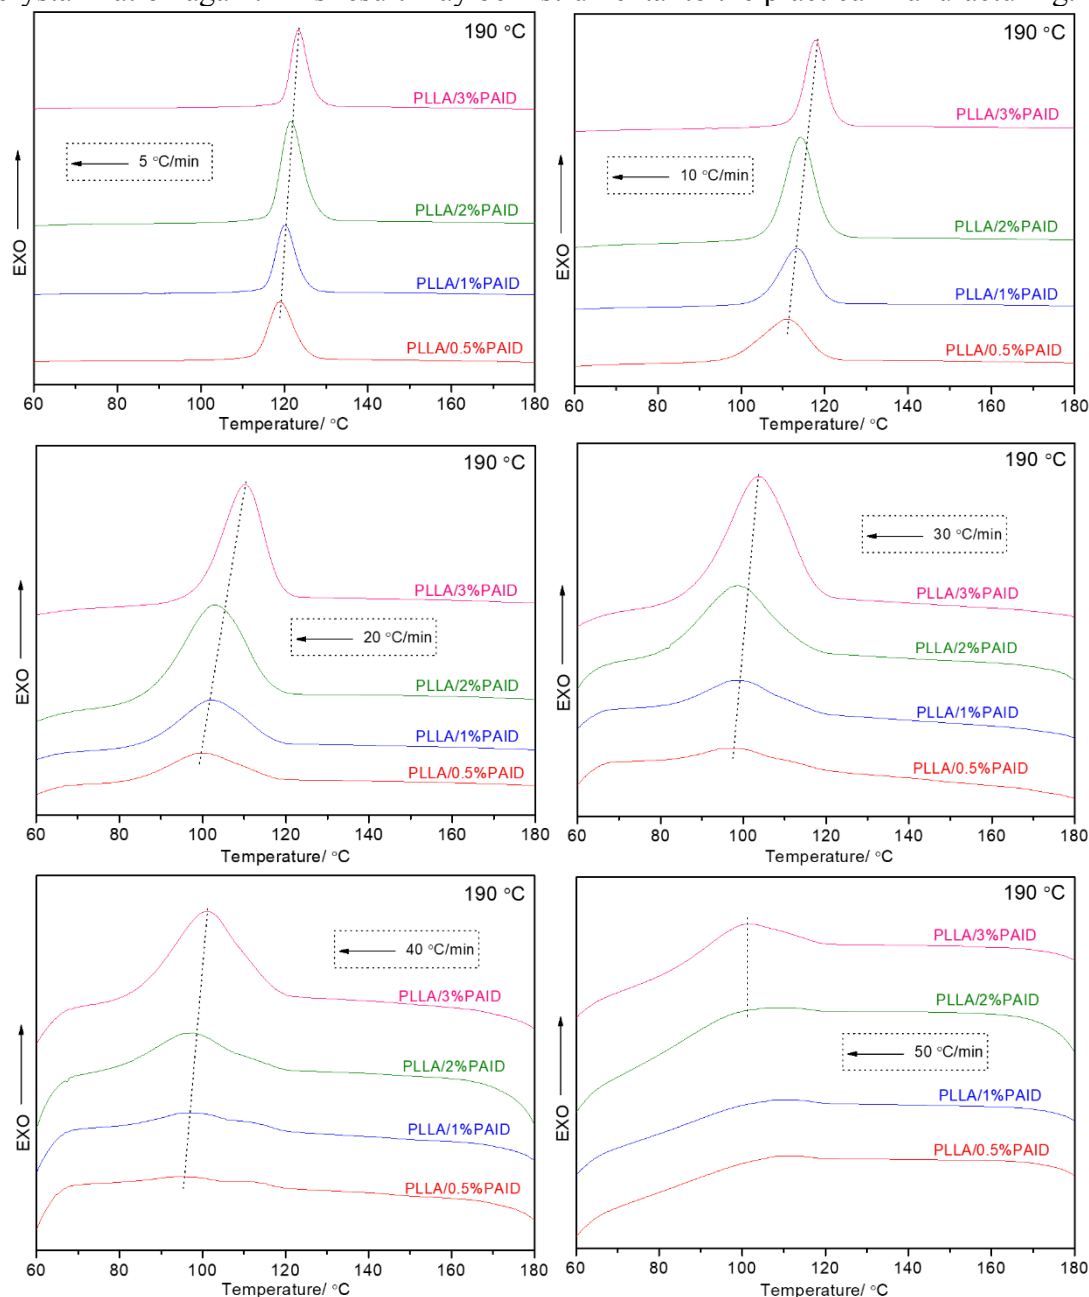 190 °C
PLLA/3%PAID
5 °C/min
PLLA/2%PAID
PLLA/1%PAID
PLLA/0.5%PAID
EXO
60 80 100 120 140 160 180
Temperature/ °C
190 °C
PLLA/3%PAID
10 °C/min
PLLA/2%PAID
PLLA/1%PAID
PLLA/0.5%PAID
EXO
60 80 100 120 140 160 180
Temperature/ °C
190 °C
PLLA/3%PAID
20 °C/min
PLLA/2%PAID
PLLA/1%PAID
PLLA/0.5%PAID
EXO
60 80 100 120 140 160 180
Temperature/ °C
190 °C
30 °C/min
PLLA/3%PAID
PLLA/2%PAID
PLLA/1%PAID
PLLA/0.5%PAID
EXO
60 80 100 120 140 160 180
Temperature/ °C
190 °C
40 °C/min
PLLA/3%PAID
PLLA/2%PAID
PLLA/1%PAID
PLLA/0.5%PAID
EXO
60 80 100 120 140 160 180
Temperature/ °C
190 °C
PLLA/3%PAID
PLLA/2%PAID
50 °C/min
PLLA/1%PAID
PLLA/0.5%PAID
EXO
60 80 100 120 140 160 180
Temperature/ °C